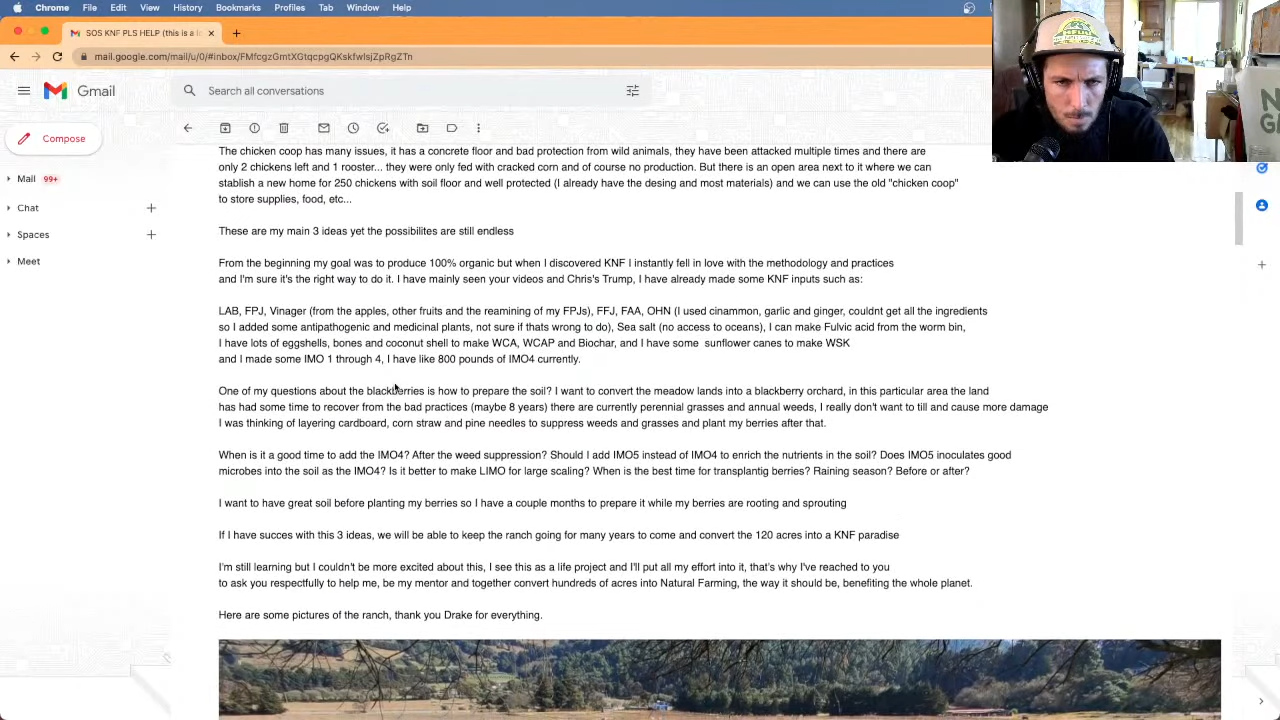 Chrome File Edit View History Bookmarks Profiles Tab Window Help
SOS KNF PLS HELP (this is a l
mail.google.com/mail/u/0/#inbox/FMfcgzGmtXGtqcpgQKskfwlsjZpRgZTn
Gmail
Search all conversations
Compose
Mail 99+
Chat
Spaces
Meet
The chicken coop has many issues, it has a concrete floor and bad protection from wild animals, they have been attacked multiple times and there are
only 2 chickens left and 1 rooster... they were only fed with cracked corn and of course no production. But there is an open area next to it where we can
stablish a new home for 250 chickens with soil floor and well protected (I already have the desing and most materials) and we can use the old "chicken coop"
to store supplies, food, etc...
These are my main 3 ideas yet the possibilites are still endless
From the beginning my goal was to produce 100% organic but when I discovered KNF I instantly fell in love with the methodology and practices
and I'm sure it's the right way to do it. I have mainly seen your videos and Chris's Trump, I have already made some KNF inputs such as:
LAB, FPJ, Vinager (from the apples, other fruits and the reamining of my FPJs), FFJ, FAA, OHN (I used cinammon, garlic and ginger, couldnt get all the ingredients
so I added some antipathogenic and medicinal plants, not sure if thats wrong to do), Sea salt (no access to oceans), I can make Fulvic acid from the worm bin,
I have lots of eggshells, bones and coconut shell to make WCA, WCAP and Biochar, and I have some sunflower canes to make WSK
and I made some IMO 1 through 4, I have like 800 pounds of IMO4 currently.
One of my questions about the blackberries is how to prepare the soil? I want to convert the meadow lands into a blackberry orchard, in this particular area the land
has had some time to recover from the bad practices (maybe 8 years) there are currently perennial grasses and annual weeds, I really don't want to till and cause more damage
I was thinking of layering cardboard, corn straw and pine needles to suppress weeds and grasses and plant my berries after that.
When is it a good time to add the IMO4? After the weed suppression? Should I add IMO5 instead of IMO4 to enrich the nutrients in the soil? Does IMO5 inoculates good
microbes into the soil as the IMO4? Is it better to make LIMO for large scaling? When is the best time for transplantig berries? Raining season? Before or after?
I want to have great soil before planting my berries so I have a couple months to prepare it while my berries are rooting and sprouting
If I have succes with this 3 ideas, we will be able to keep the ranch going for many years to come and convert the 120 acres into a KNF paradise
I'm still learning but I couldn't be more excited about this, I see this as a life project and I'll put all my effort into it, that's why I've reached to you
to ask you respectfully to help me, be my mentor and together convert hundreds of acres into Natural Farming, the way it should be, benefiting the whole planet.
Here are some pictures of the ranch, thank you Drake for everything.